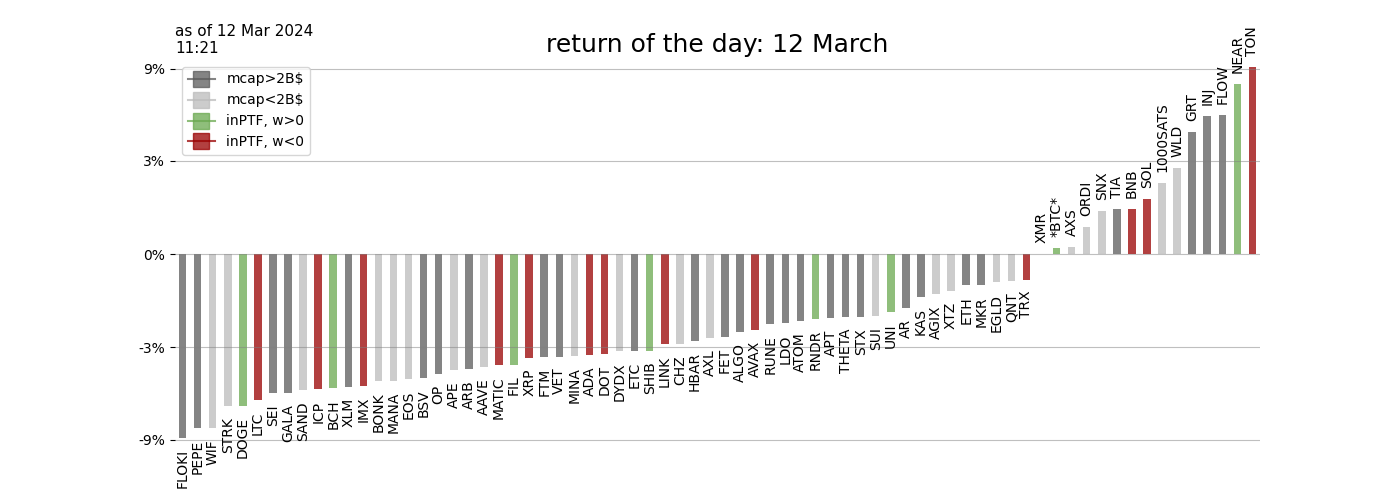 as of 12 Mar 2024
11:21
return of the day: 12 March
mcap>2B$
mcap<2B$
inPTF, w>0
inPTF, w<0
9%
3%
0%
-3%
-9%
FLOKI
PEPE
WIF
STRK
DOGE
LTC
SEI
GALA
SAND
ICP
BCH
XLM
IMX
BONK
MANA
EOS
BSV
OP
APE
ARB
AAVE
MATIC
FIL
XRP
FTM
VET
MINA
ADA
DOT
DYDX
ETC
SHIB
LINK
CHZ
HBAR
AXL
FET
ALGO
AVAX
RUNE
LDO
ATOM
RNDR
APT
THETA
STX
SUI
UNI
AR
KAS
AGIX
XTZ
ETH
MKR
EGLD
QNT
TRX
XMR
*BTC*
AXS
ORDI
SNX
TIA
BNB
SOL
1000SATS
WLD
GRT
INJ
FLOW
NEAR
TON